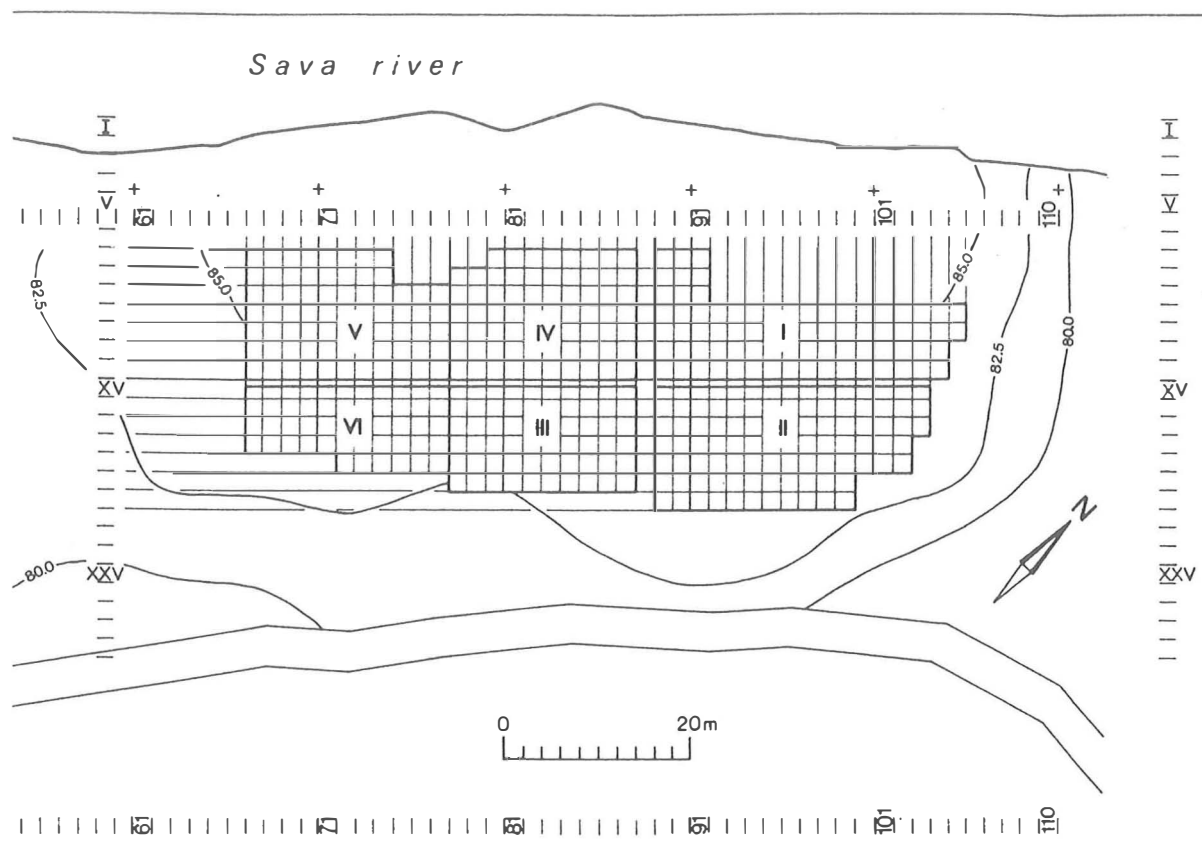 Sava river
I I
V V
61 71 81 91 101 110
85.0 85.0
82.5
V IV I
82.5 80.0
XV XV
VI III II
N
80.0
XXV XXV
0 20 m
61 71 81 91 101 110